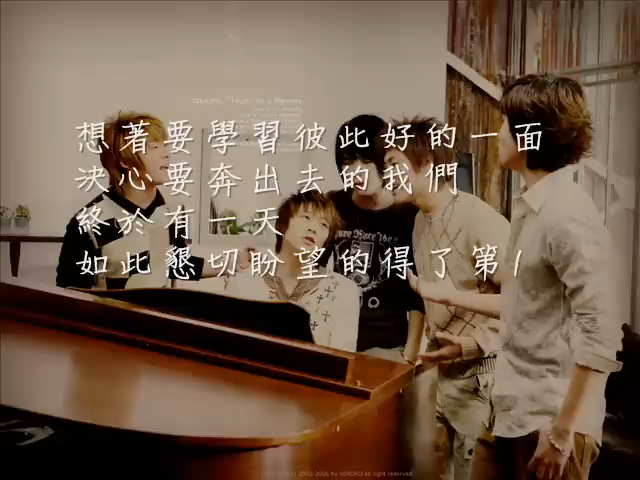 想著要學習彼此好的一面
決心要奔出去的我們
終於有一天
如此懇切盼望的得了第1